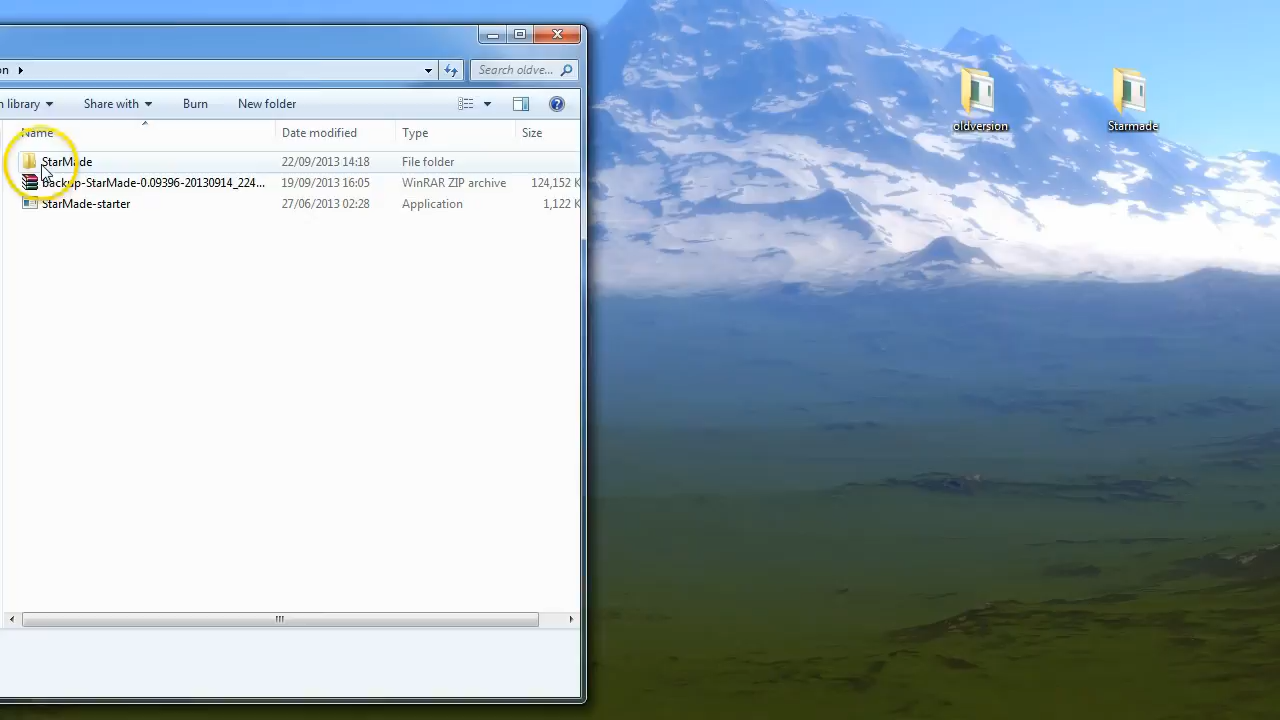 on
Search oldve...
n library
Share with
Burn
New folder
Name
Date modified
Type
Size
StarMade
22/09/2013 14:18
File folder
Backup-StarMade-0.09396-20130914_224...
19/09/2013 16:05
WinRAR ZIP archive
124,152 K
StarMade-starter
27/06/2013 02:28
Application
1,122 K
oldversion
Starmade